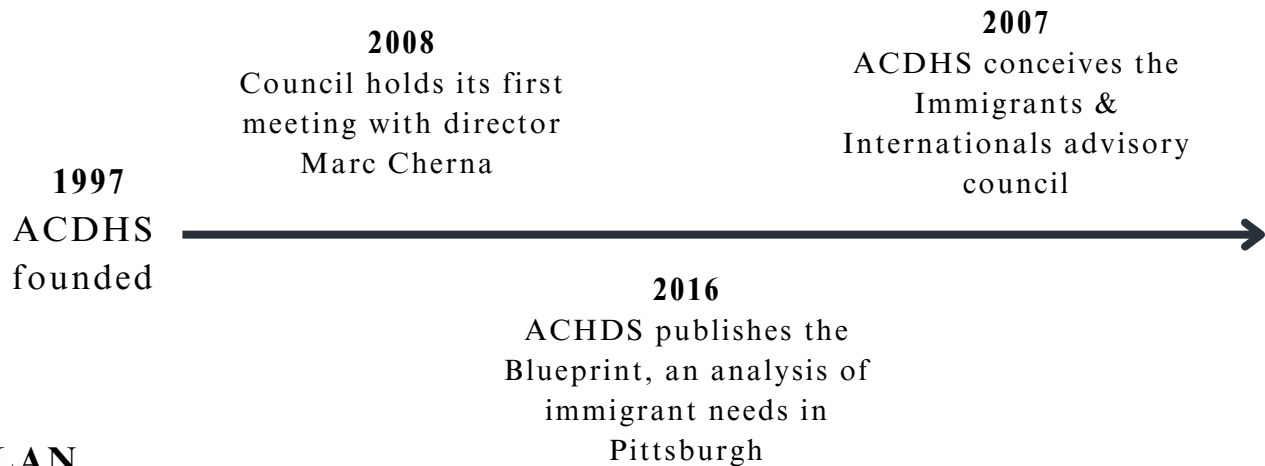 1997
ACDHS
founded
2008
Council holds its first
meeting with director
Marc Cherna
2016
ACHDS publishes the
Blueprint, an analysis of
immigrant needs in
Pittsburgh
2007
ACDHS conceives the
Immigrants &
Internationals advisory
council
LAN